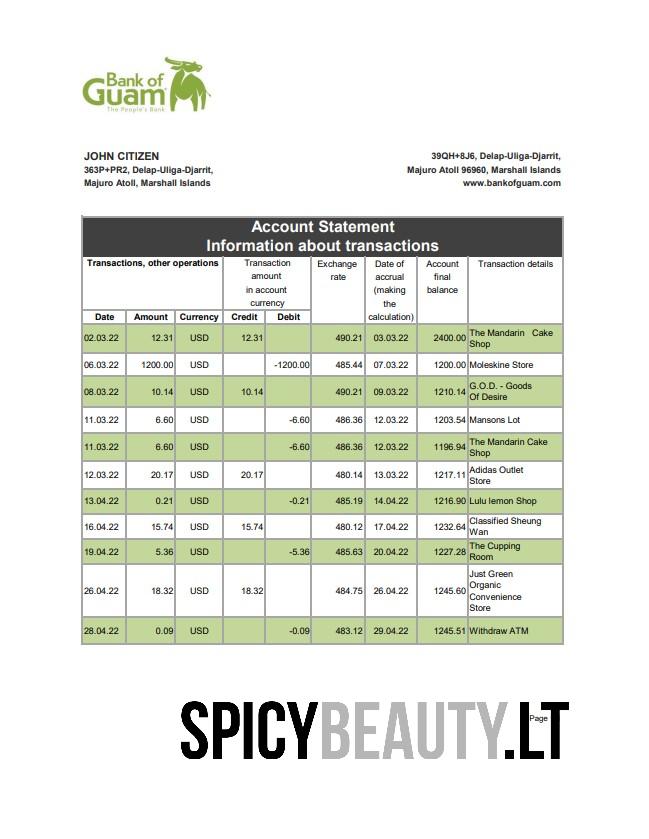 Bank of
Guam
The People's Bank
JOHN CITIZEN
363P+PR2, Delap-Uliga-Djarrit,
Majuro Atoll, Marshall Islands
39QH+8J6, Delap-Uliga-Djarrit,
Majuro Atoll 96960, Marshall Islands
www.bankofguam.com
Account Statement
Information about transactions
Transactions, other operations
Transaction
amount
in account
currency
Exchange
rate
Date of
accrual
(making
the
calculation)
Account
final
balance
Transaction details
Date Amount Currency Credit Debit
02.03.22 12.31 USD 12.31 490.21 03.03.22 2400.00 The Mandarin Cake
Shop
06.03.22 1200.00 USD -1200.00 485.44 07.03.22 1200.00 Moleskine Store
08.03.22 10.14 USD 10.14 490.21 09.03.22 1210.14 G.O.D. - Goods
Of Desire
11.03.22 6.60 USD -6.60 486.36 12.03.22 1203.54 Mansons Lot
11.03.22 6.60 USD -6.60 486.36 12.03.22 1196.94 The Mandarin Cake
Shop
12.03.22 20.17 USD 20.17 480.14 13.03.22 1217.11 Adidas Outlet
Store
13.04.22 0.21 USD -0.21 485.19 14.04.22 1216.90 Lulu lemon Shop
16.04.22 15.74 USD 15.74 480.12 17.04.22 1232.64 Classified Sheung
Wan
19.04.22 5.36 USD -5.36 485.63 20.04.22 1227.28 The Cupping
Room
26.04.22 18.32 USD 18.32 484.75 26.04.22 1245.60 Just Green
Organic
Convenience
Store
28.04.22 0.09 USD -0.09 483.12 29.04.22 1245.51 Withdraw ATM
SPICYBEAUTY.LT
Page